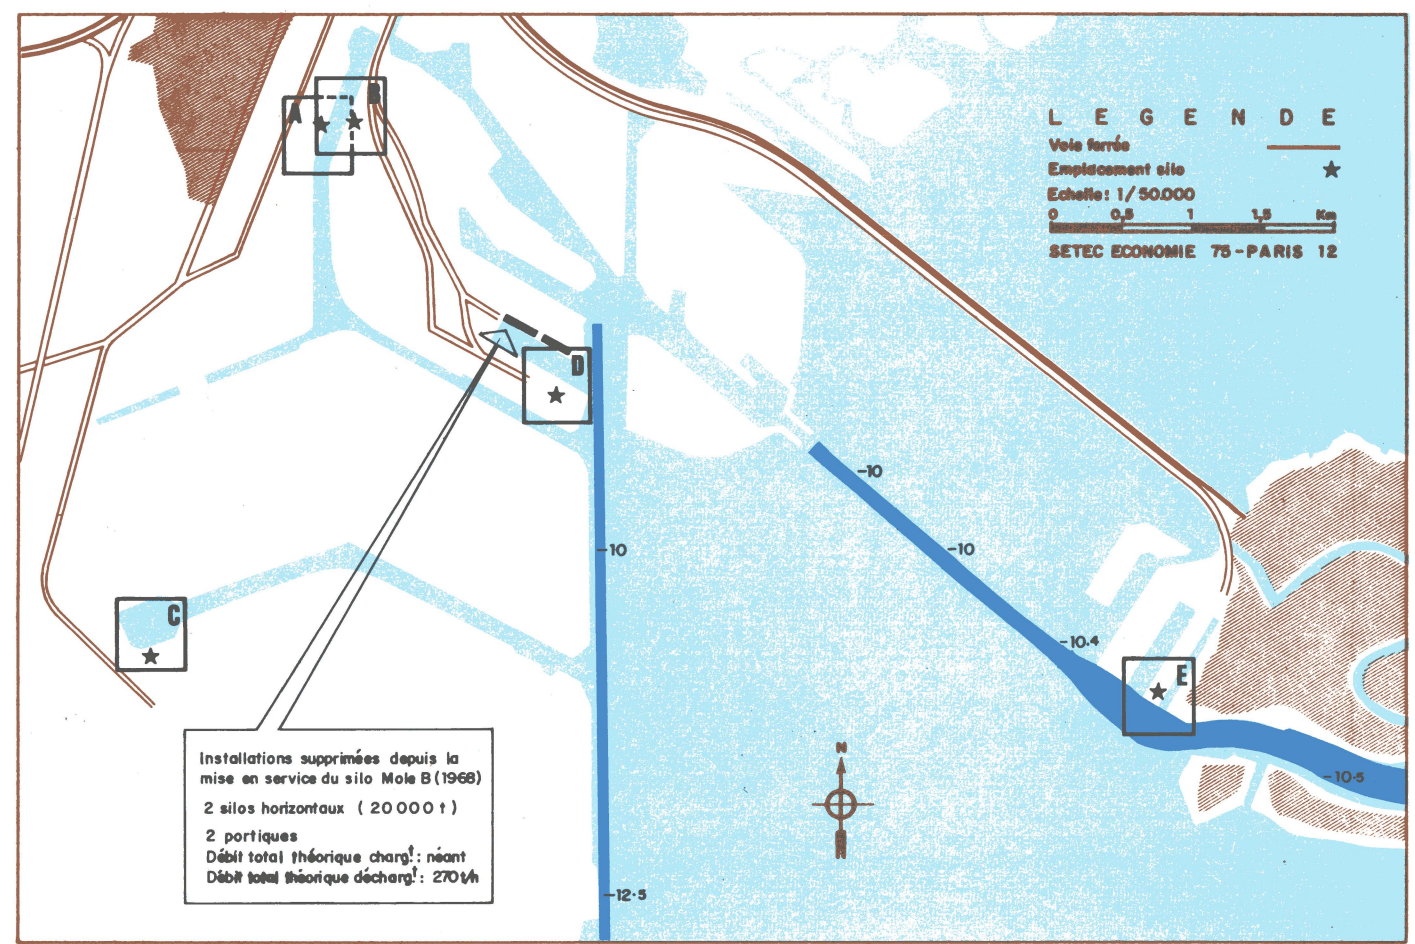 A
B
L E G E N D E
Voie ferrée
Emplacement silo
Echelle: 1/50.000
0 0,5 1 1,5 Km
SETEC ECONOMIE 75-PARIS 12
D
-10
-10
-10
-10.4
C
E
-10.5
-12.5
N
Installations supprimées depuis la
mise en service du silo Mole B (1968)
2 silos horizontaux (20000 t)
2 portiques
Débit total théorique charg.t: néant
Débit total théorique décharg.t: 270t/h